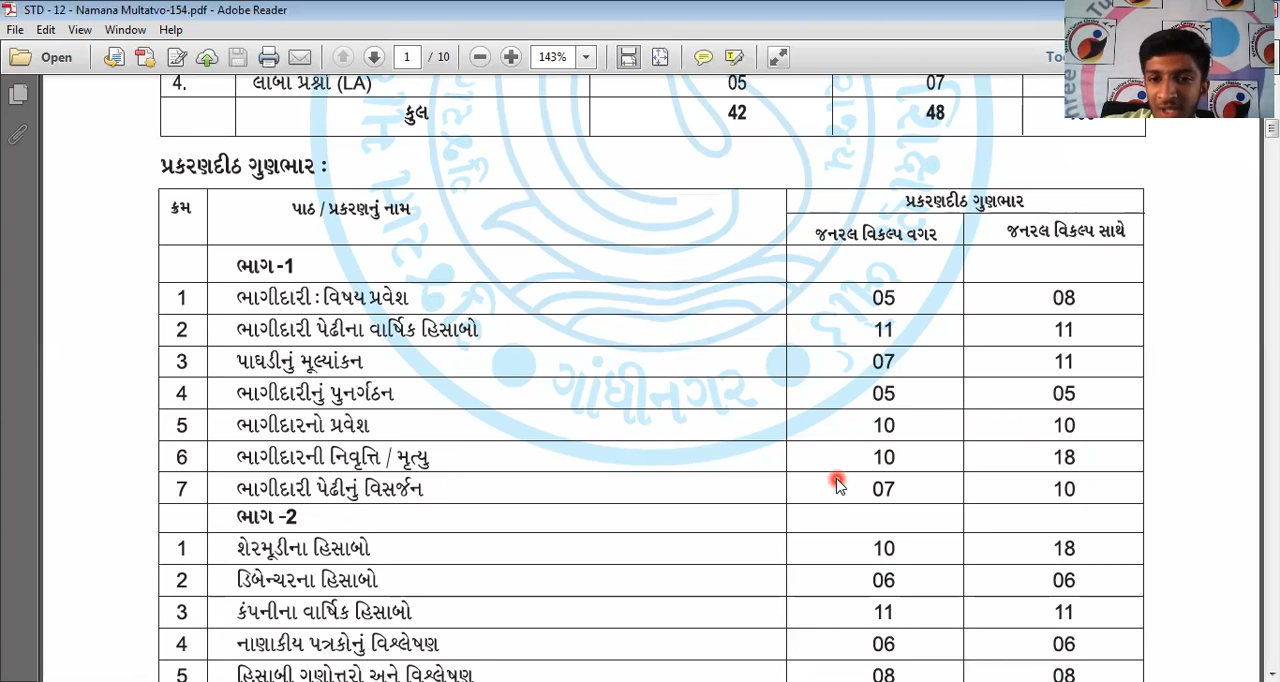 STD - 12 - Namana Multatvo-154.pdf - Adobe Reader
File Edit View Window Help
Open 1 / 10 143%
4. લાંબા પ્રશ્નો (LA) 05 07
કુલ 42 48
પ્રકરણદીઠ ગુણભાર :
ક્રમ પાઠ / પ્રકરણનું નામ પ્રકરણદીઠ ગુણભાર
જનરલ વિકલ્પ વગર જનરલ વિકલ્પ સાથે
ભાગ -1
1 ભાગીદારી : વિષય પ્રવેશ 05 08
2 ભાગીદારી પેઢીના વાર્ષિક હિસાબો 11 11
3 પાઘડીનું મૂલ્યાંકન 07 11
4 ભાગીદારીનું પુનર્ગઠન 05 05
5 ભાગીદારનો પ્રવેશ 10 10
6 ભાગીદારની નિવૃત્તિ / મૃત્યુ 10 18
7 ભાગીદારી પેઢીનું વિસર્જન 07 10
ભાગ -2
1 શેરમૂડીના હિસાબો 10 18
2 ડિબેન્ચરના હિસાબો 06 06
3 કંપનીના વાર્ષિક હિસાબો 11 11
4 નાણાકીય પત્રકોનું વિશ્લેષણ 06 06
5 હિસાબી ગુણોત્તરો અને વિશ્લેષણ 08 08
ગાંધીનગર